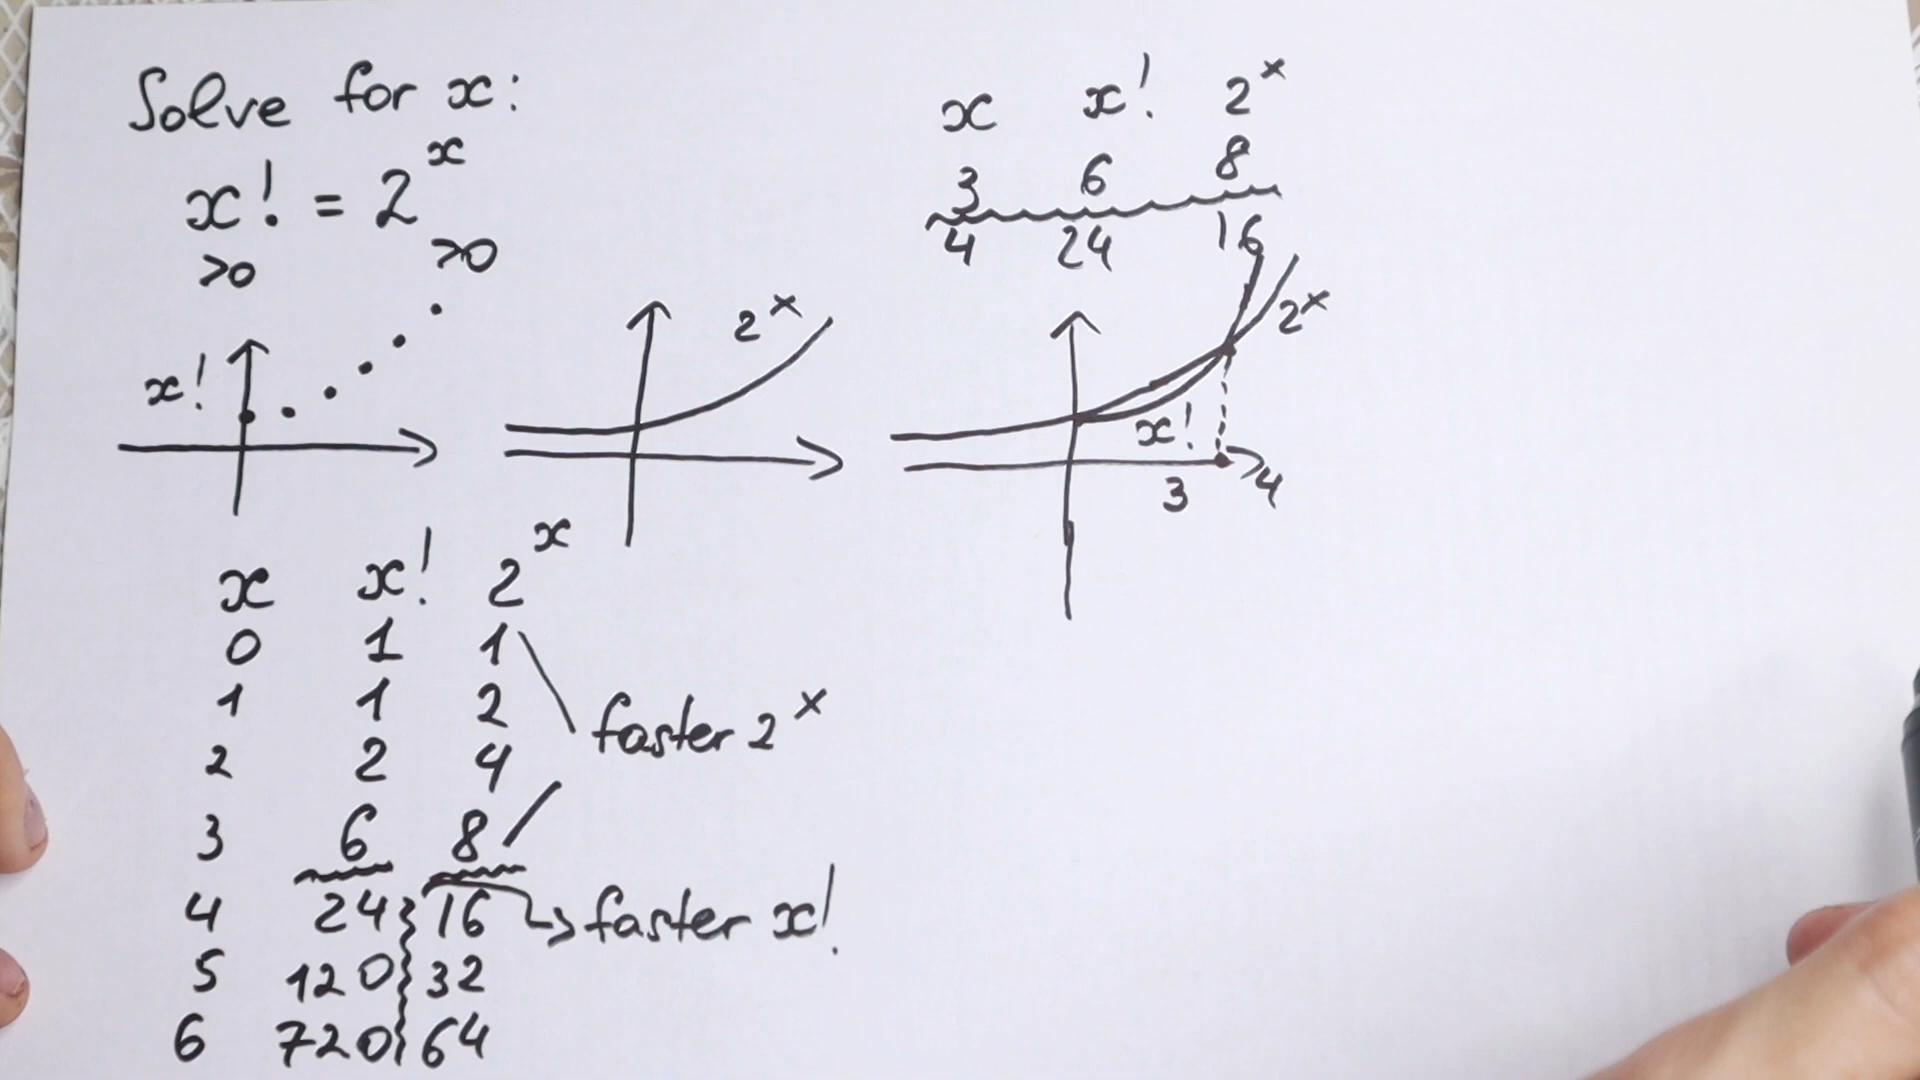 Solve for x:
x! = 2^x
>0 >0
x!
2^x
x x! 2^x
0 1 1
1 1 2
2 2 4
faster 2^x
3 6 8
4 24 16
faster x!
5 120 32
6 720 64
x x! 2^x
3 6 8
4 24 16
2^x
x!
3 4